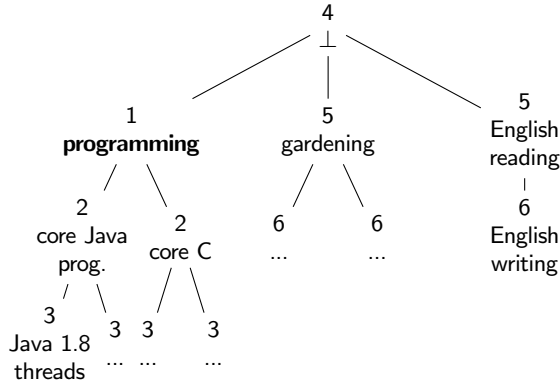 4
⊥
1
programming
5
gardening
5
English
reading
2
core Java
prog.
2
core C
6
...
6
...
6
English
writing
3
Java 1.8
threads
3
...
3
...
3
...